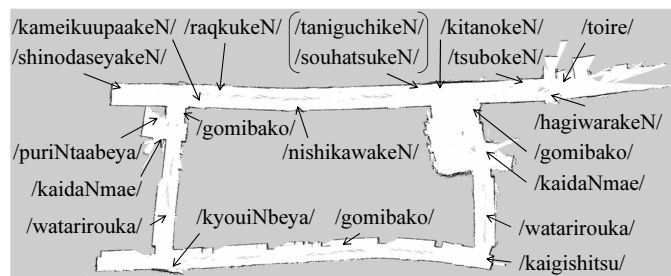 /kameikuupaakeN/
/raqkukeN/
/taniguchikeN/
/kitanokeN/
/toire/
/shinodaseyakeN/
/souhatsukeN/
/tsubokeN/
/hagiwarakeN/
/gomibako/
/puriNtaabeya/
/nishikawakeN/
/gomibako/
/kaidaNmae/
/kaidaNmae/
/watarirouka/
/kyouiNbeya/
/gomibako/
/watarirouka/
/kaigishitsu/